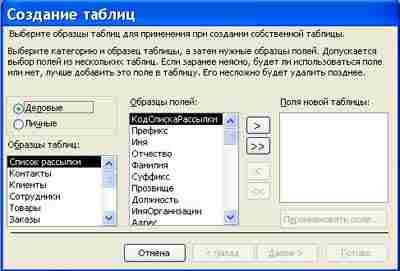 Создание таблиц
Выберите образцы таблиц для применения при создании собственной таблицы.
Выберите категорию и образец таблицы, а затем нужные образцы полей. Допускается
выбор полей из нескольких таблиц. Если заранее неясно, будет ли использоваться поле
или нет, лучше добавить это поле в таблицу. Его несложно будет удалить позднее.
Деловые
Личные
Образцы таблиц:
Список рассылки
Контакты
Клиенты
Сотрудники
Товары
Заказы
Образцы полей:
КодСпискаРассылки
Префикс
Имя
Отчество
Фамилия
Суффикс
Прозвище
Должность
ИмяОрганизации
Адрес
>
>>
<
<<
Поля новой таблицы:
Переименовать поле...
Отмена
< Назад
Далее >
Готово